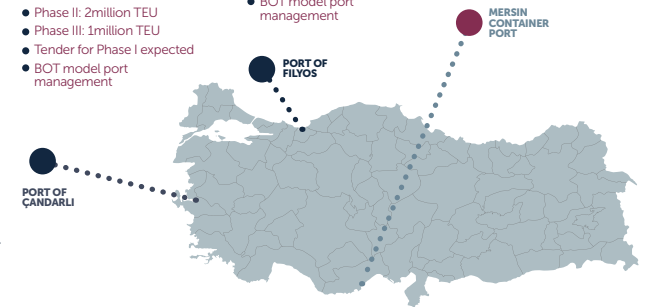 • Phase II: 2million TEU
• Phase III: 1million TEU
• Tender for Phase I expected
• BOT model port
management
• BOT model port
management
MERSIN
CONTAINER
PORT
PORT OF
FILYOS
PORT OF
ÇANDARLI